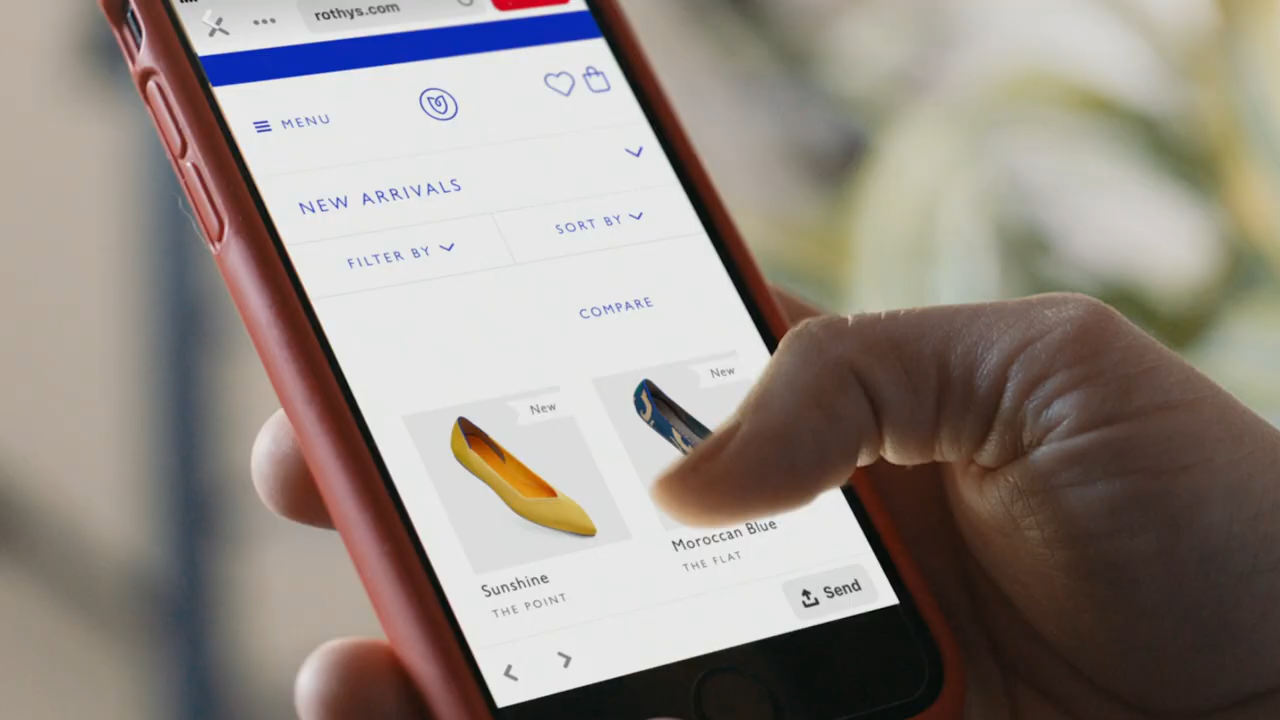 rothys.com
MENU
NEW ARRIVALS
FILTER BY
SORT BY
COMPARE
New
New
Sunshine
THE POINT
Moroccan Blue
THE FLAT
Send